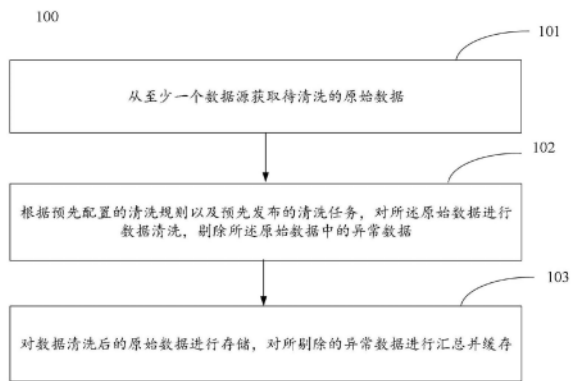 100
101
从至少一个数据源获取待清洗的原始数据
102
根据预先配置的清洗规则以及预先发布的清洗任务，对所述原始数据进行
数据清洗，剔除所述原始数据中的异常数据
103
对数据清洗后的原始数据进行存储，对所剔除的异常数据进行汇总并缓存